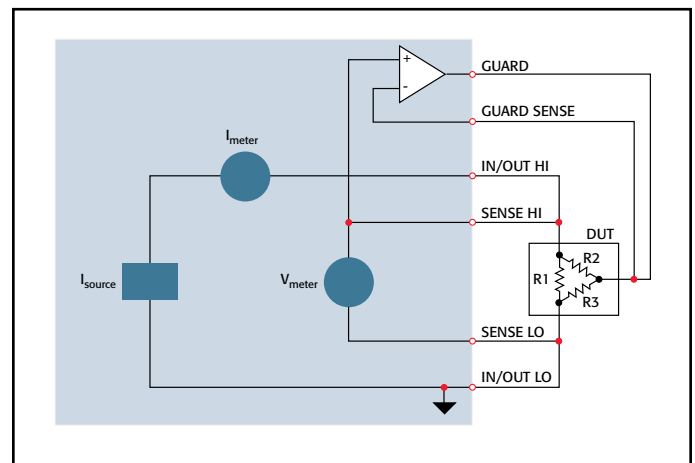 GUARD
+
-
GUARD SENSE
Imeter
IN/OUT HI
SENSE HI
DUT
R2
R1
R3
Isource
Vmeter
SENSE LO
IN/OUT LO